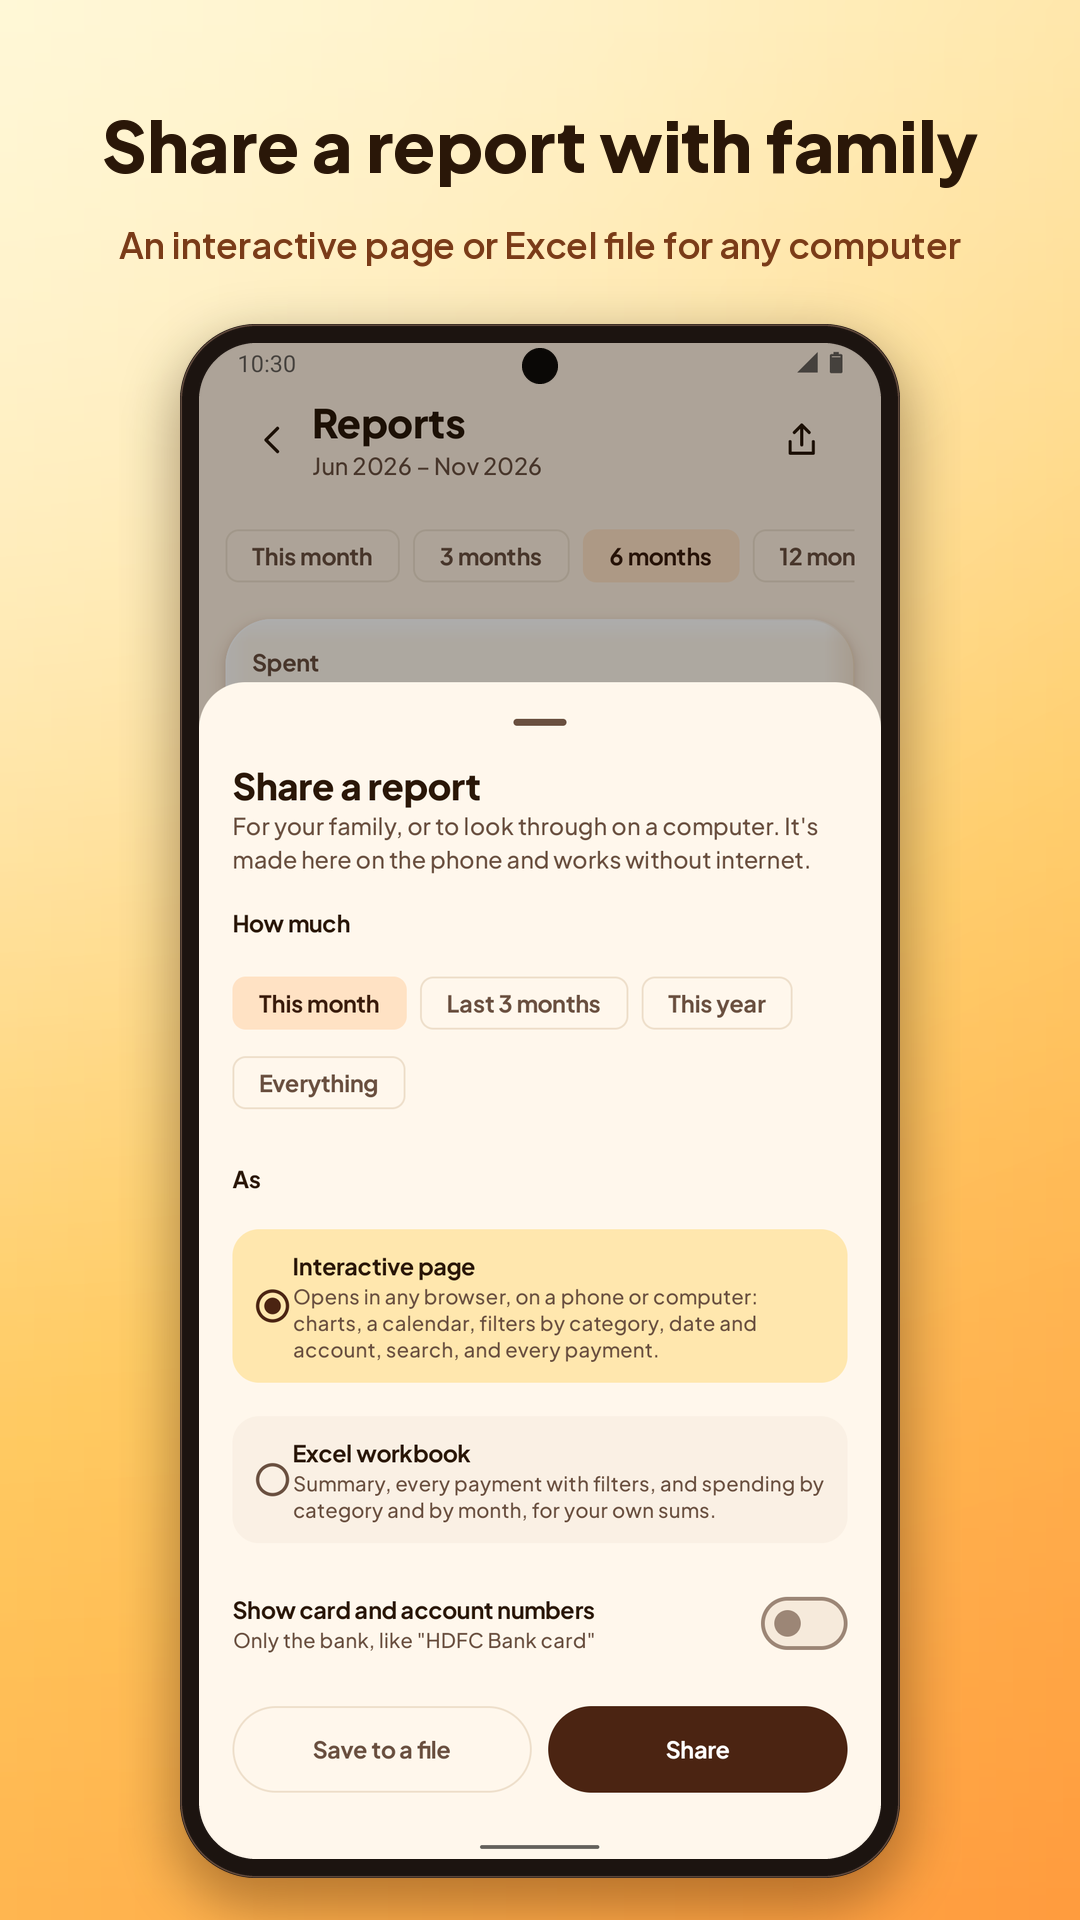 Share a report with family
An interactive page or Excel file for any computer
10:30
Reports
Jun 2026 – Nov 2026
This month
3 months
6 months
12 mon
Spent
Share a report
For your family, or to look through on a computer. It's
made here on the phone and works without internet.
How much
This month
Last 3 months
This year
Everything
As
Interactive page
Opens in any browser, on a phone or computer:
charts, a calendar, filters by category, date and
account, search, and every payment.
Excel workbook
Summary, every payment with filters, and spending by
category and by month, for your own sums.
Show card and account numbers
Only the bank, like "HDFC Bank card"
Save to a file
Share